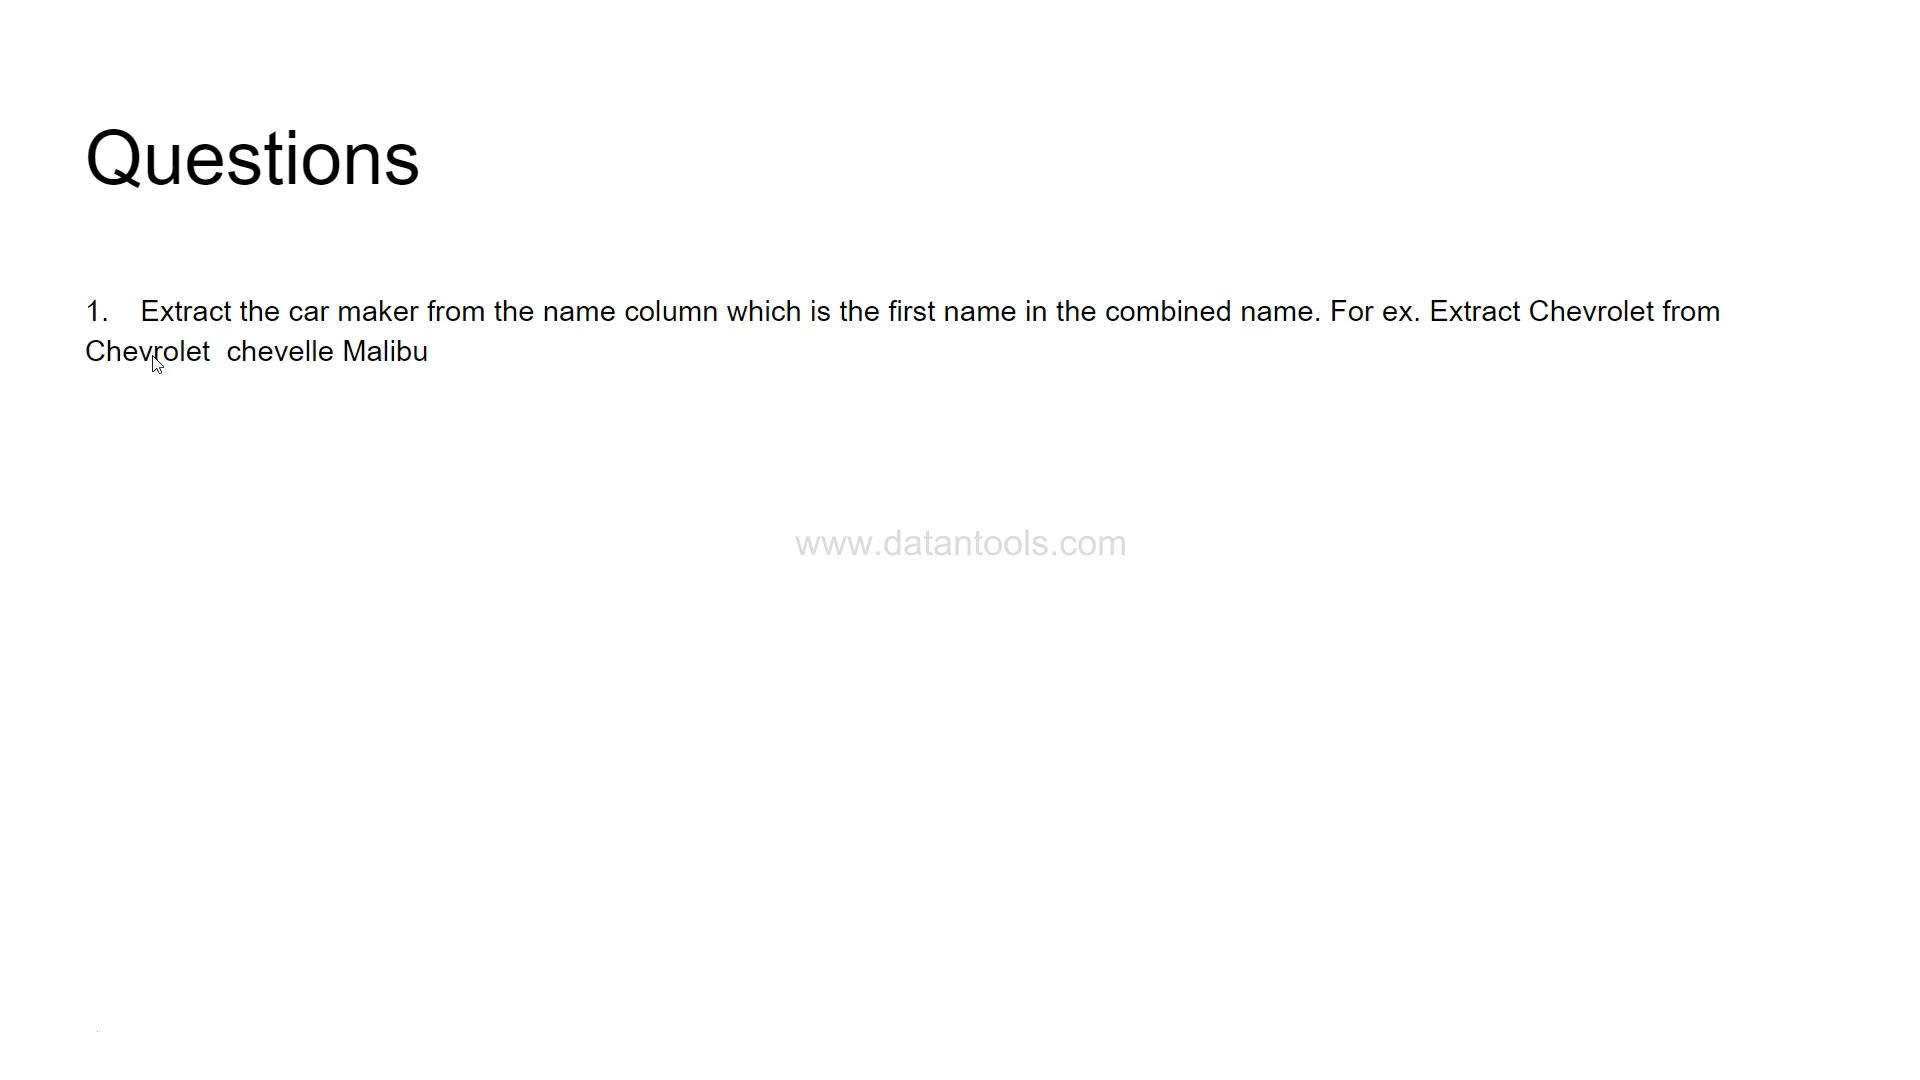 Questions
1. Extract the car maker from the name column which is the first name in the combined name. For ex. Extract Chevrolet from
Chevrolet  chevelle Malibu
www.datantools.com